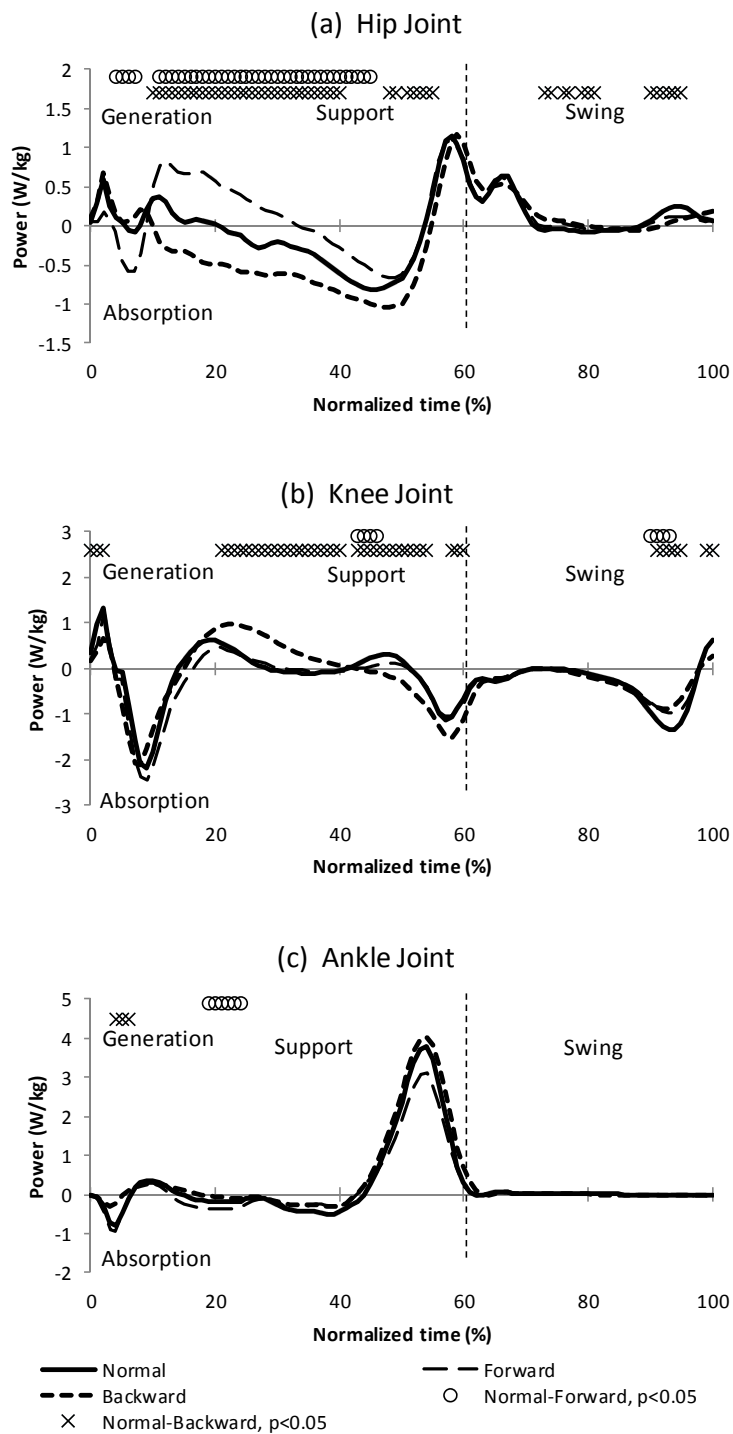 (a) Hip Joint
2
1.5
1
0.5
0
-0.5
-1
-1.5
Power (W/kg)
Generation
Support
Swing
Absorption
0 20 40 60 80 100
Normalized time (%)
(b) Knee Joint
3
2
1
0
-1
-2
-3
Power (W/kg)
Generation
Support
Swing
Absorption
0 20 40 60 80 100
Normalized time (%)
(c) Ankle Joint
5
4
3
2
1
0
-1
-2
Power (W/kg)
Generation
Support
Swing
Absorption
0 20 40 60 80 100
Normalized time (%)
Normal
Forward
Backward
Normal-Forward, p<0.05
Normal-Backward, p<0.05